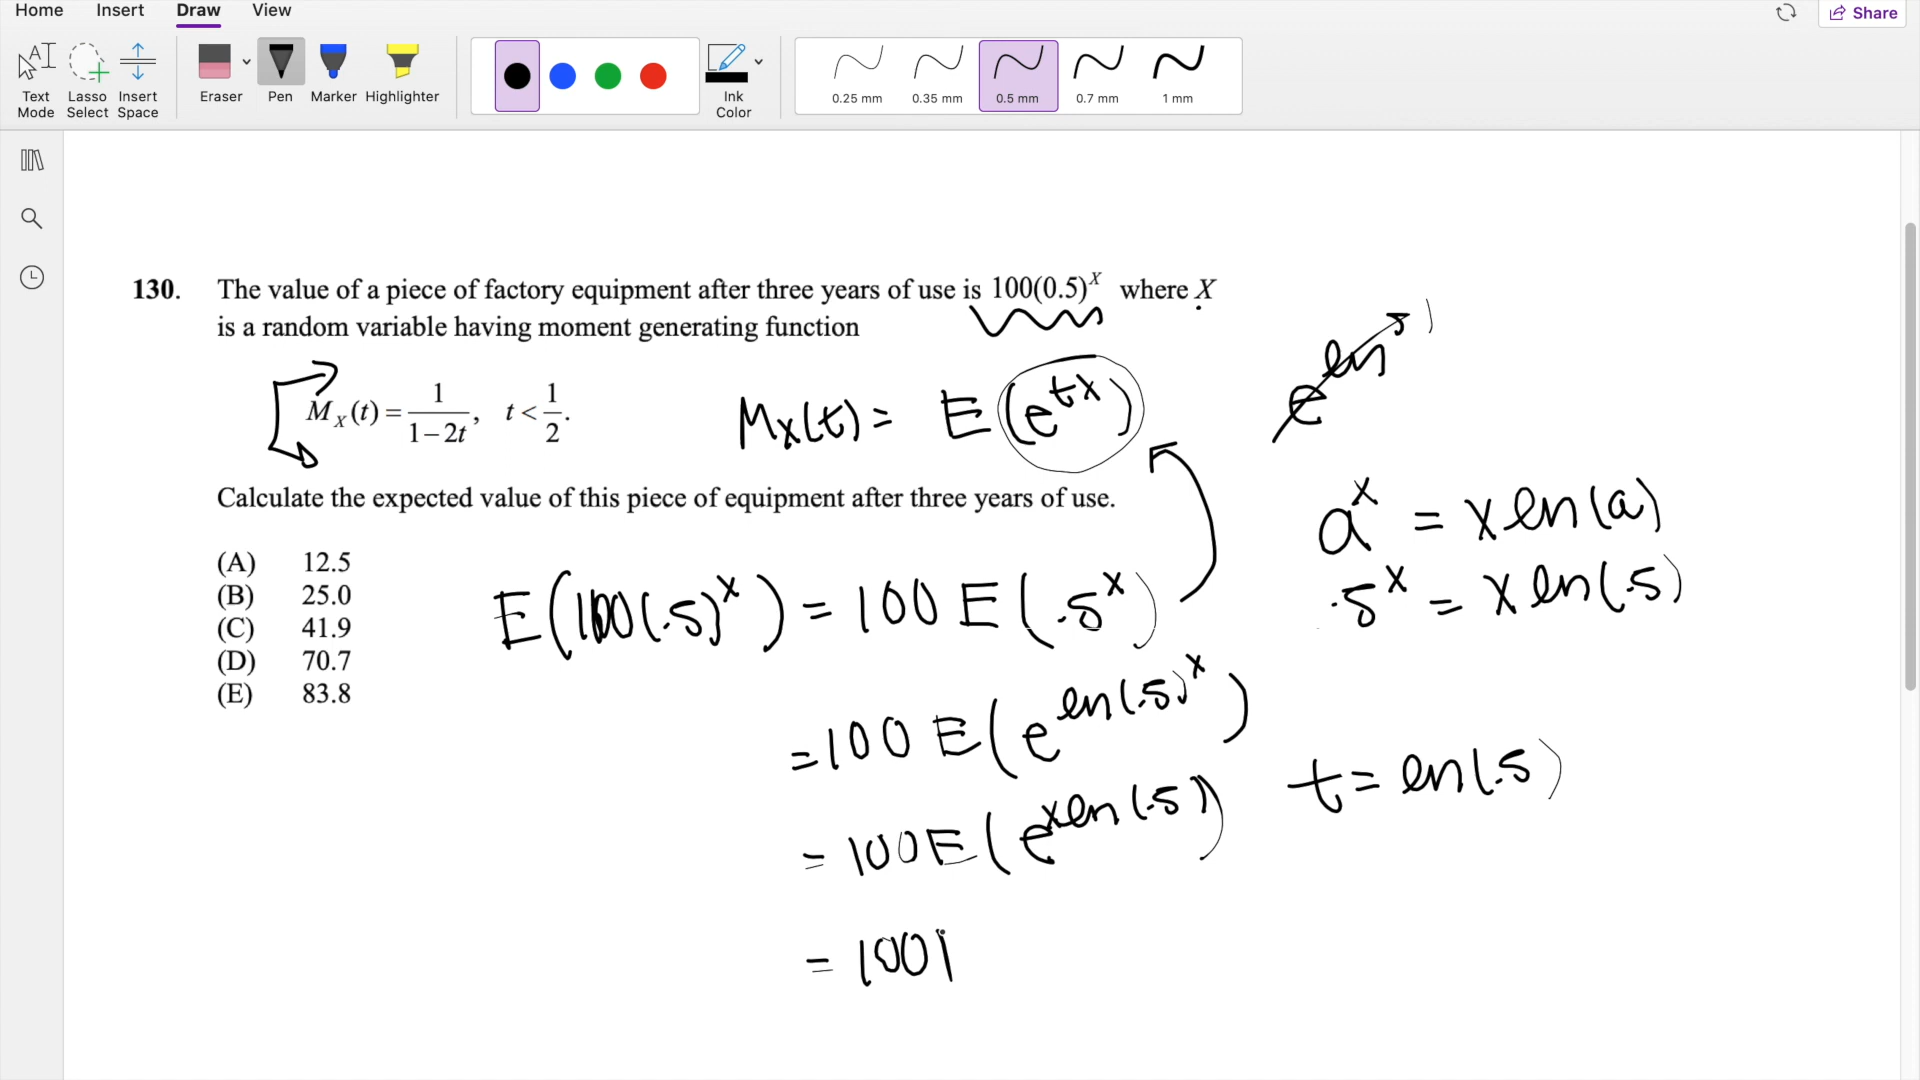 Home Insert Draw View Share
Text Mode Lasso Select Insert Space Eraser Pen Marker Highlighter Ink Color 0.25 mm 0.35 mm 0.5 mm 0.7 mm 1 mm
130. The value of a piece of factory equipment after three years of use is 100(0.5)^X where X
is a random variable having moment generating function
M_X(t) = 1/(1−2t), t < 1/2.
Mx(t) = E(e^tx)
e^ln
Calculate the expected value of this piece of equipment after three years of use.
a^x = x ln(a)
.5^x = x ln(.5)
(A) 12.5
(B) 25.0
(C) 41.9
(D) 70.7
(E) 83.8
E(100(.5)^x) = 100 E(.5^x)
= 100 E(e^ln(.5)^x)
t = ln(.5)
= 100 E(e^x ln(.5))
= 100